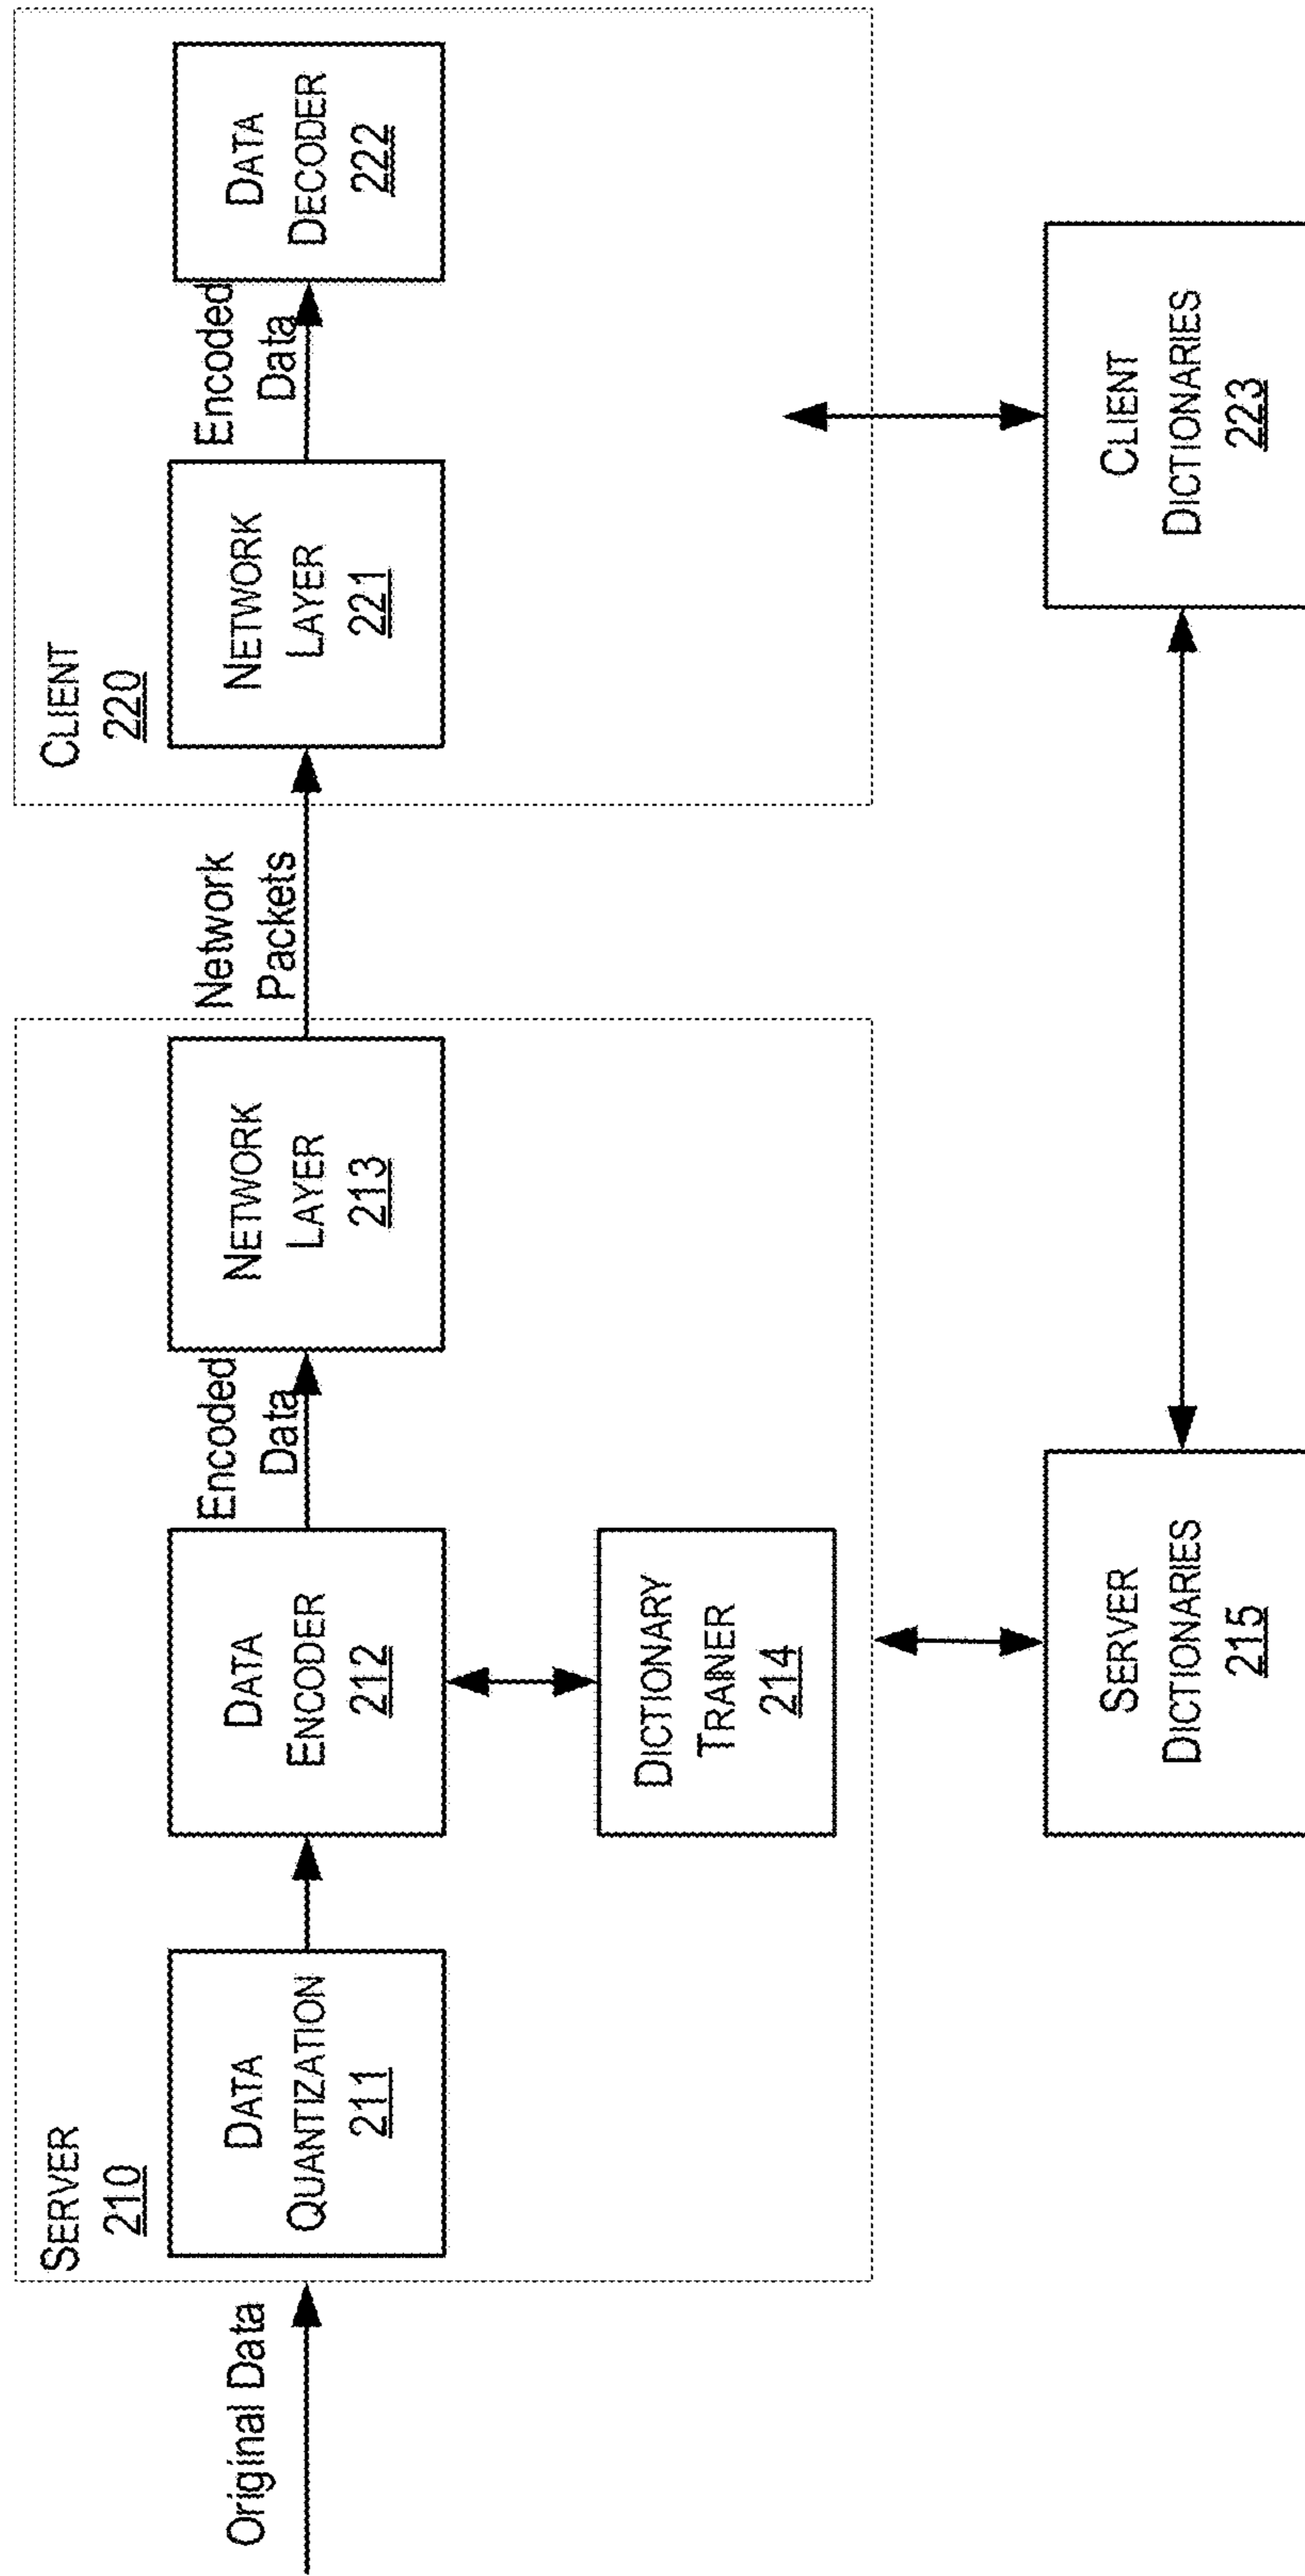 Original Data
SERVER
210
DATA
QUANTIZATION
211
DATA
ENCODER
212
Encoded
Data
NETWORK
LAYER
213
DICTIONARY
TRAINER
214
SERVER
DICTIONARIES
215
Network
Packets
CLIENT
220
NETWORK
LAYER
221
Encoded
Data
DATA
DECODER
222
CLIENT
DICTIONARIES
223